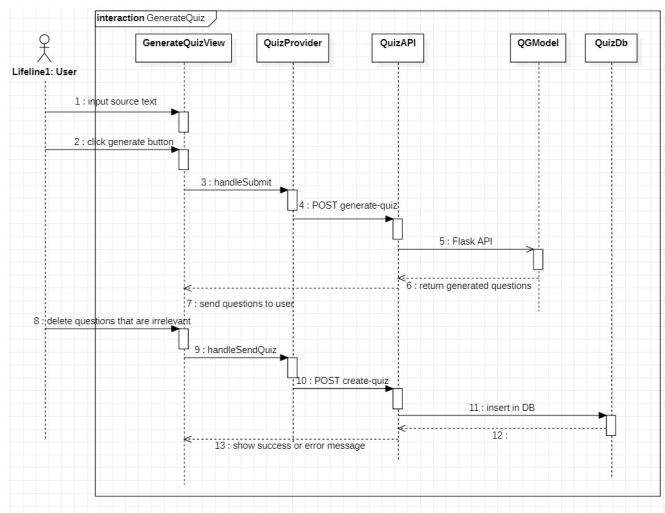 interaction GenerateQuiz
GenerateQuizView
QuizProvider
QuizAPI
QGModel
QuizDb
Lifeline1: User
1 : input source text
2 : click generate button
3 : handleSubmit
4 : POST generate-quiz
5 : Flask API
6 : return generated questions
7 : send questions to user
8 : delete questions that are irrelevant
9 : handleSendQuiz
10 : POST create-quiz
11 : insert in DB
12 :
13 : show success or error message